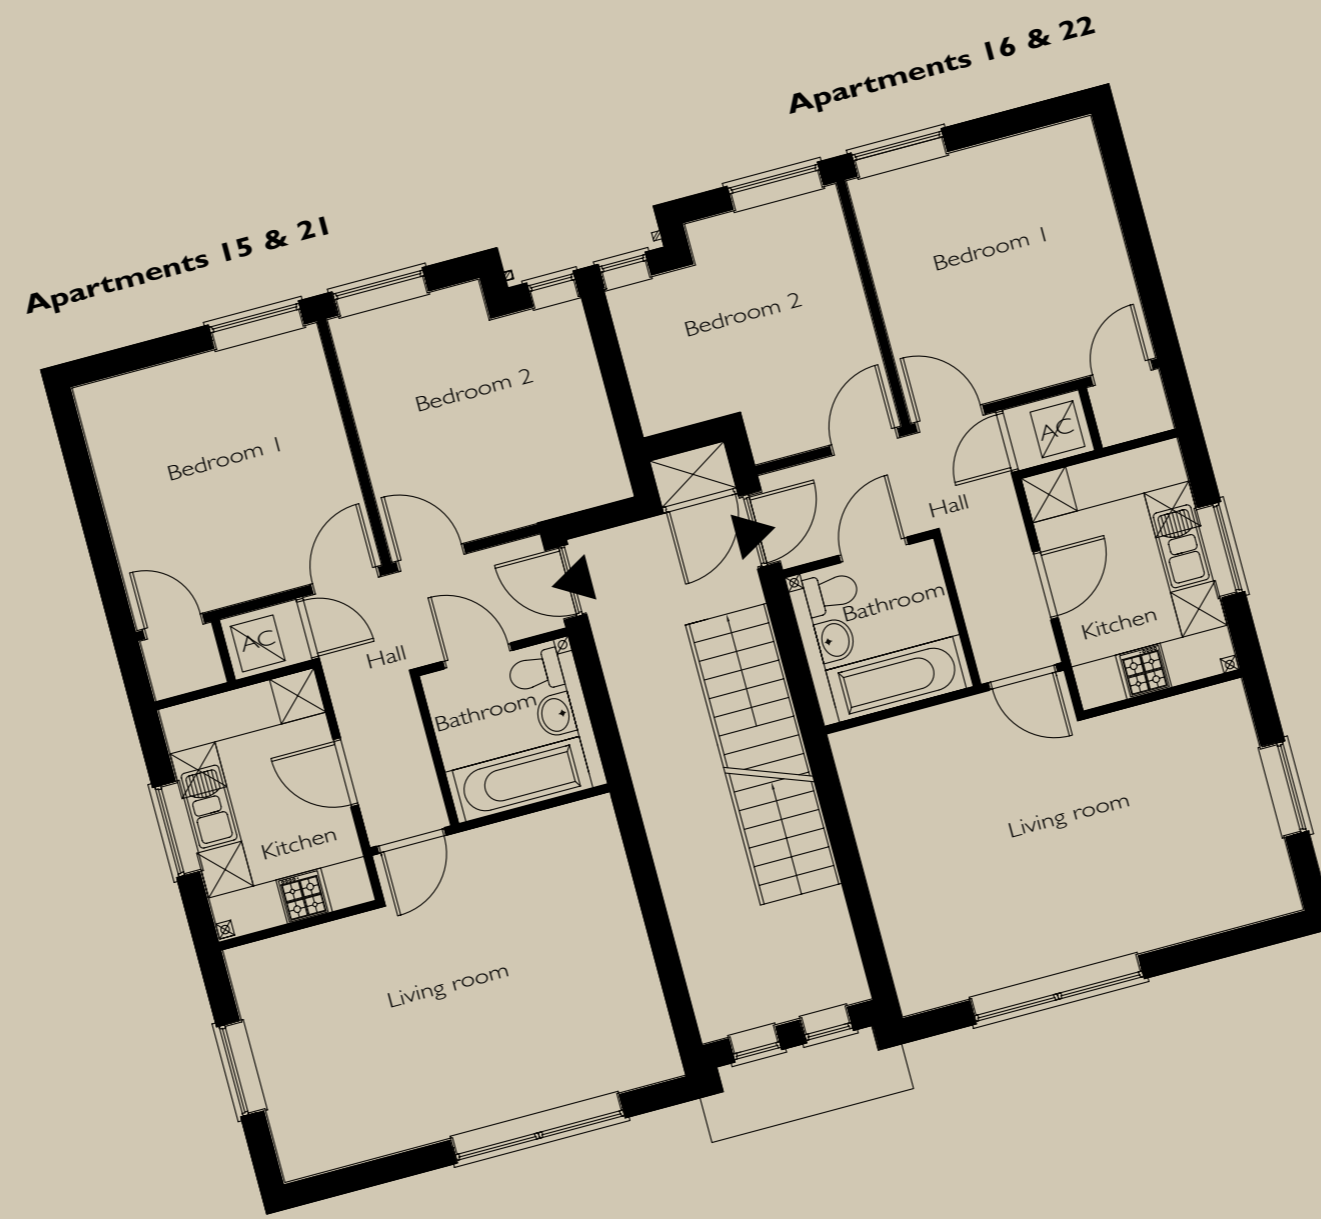 Apartments 16 & 22
Apartments 15 & 21
Bedroom 1
Bedroom 2
Bedroom 2
Bedroom 1
AC
Hall
Bathroom
Kitchen
AC
Hall
Bathroom
Kitchen
Living room
Living room